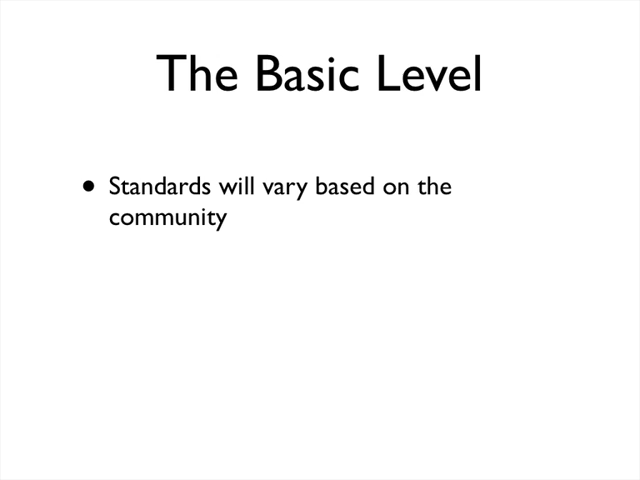 The Basic Level
• Standards will vary based on the
community